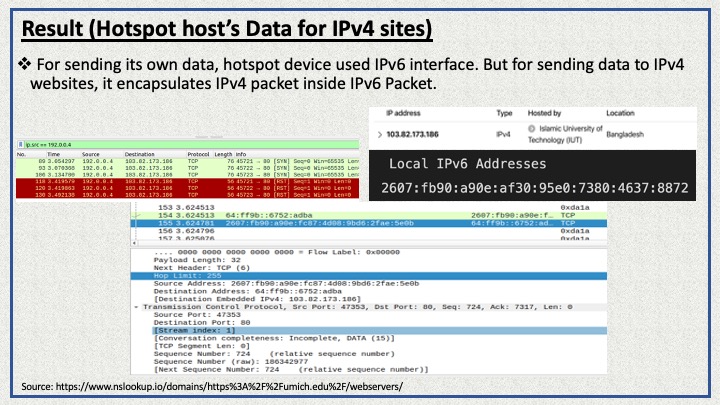 Result (Hotspot host's Data for IPv4 sites)
❖ For sending its own data, hotspot device used IPv6 interface. But for sending data to IPv4
websites, it encapsulates IPv4 packet inside IPv6 Packet.
IP address Type Hosted by Location
> 103.82.173.186 IPv4 Islamic University of Technology (IUT) Bangladesh
ip.src == 192.0.0.4
No. Time Source Destination Protocol Length Info
89 3.054297 192.0.0.4 103.82.173.186 TCP 76 45721 → 80 [SYN] Seq=0 Win=65535 Len
93 3.070368 192.0.0.4 103.82.173.186 TCP 76 45722 → 80 [SYN] Seq=0 Win=65535 Len
106 3.134700 192.0.0.4 103.82.173.186 TCP 76 45723 → 80 [SYN] Seq=0 Win=65535 Len
118 3.419579 192.0.0.4 103.82.173.186 TCP 56 45721 → 80 [RST] Seq=1 Win=0 Len=0
120 3.419983 192.0.0.4 103.82.173.186 TCP 56 45722 → 80 [RST] Seq=1 Win=0 Len=0
130 3.492138 192.0.0.4 103.82.173.186 TCP 56 45723 → 80 [RST] Seq=1 Win=0 Len=0
Local IPv6 Addresses
2607:fb90:a90e:af30:95e0:7380:4637:8872
153 3.624513 0xda1a
154 3.624513 64:ff9b::6752:adba 2607:fb90:a90e:f… TCP
155 3.624781 2607:fb90:a90e:fc87:4d08:9bd6:2fae:5e0b 64:ff9b::6752:ad… TCP
156 3.624796 0xda1a
157 3.625076 0xda1a
.... 0000 0000 0000 0000 0000 = Flow Label: 0x00000
Payload Length: 32
Next Header: TCP (6)
Hop Limit: 255
Source Address: 2607:fb90:a90e:fc87:4d08:9bd6:2fae:5e0b
Destination Address: 64:ff9b::6752:adba
[Destination Embedded IPv4: 103.82.173.186]
Transmission Control Protocol, Src Port: 47353, Dst Port: 80, Seq: 724, Ack: 7317, Len: 0
Source Port: 47353
Destination Port: 80
[Stream index: 1]
[Conversation completeness: Incomplete, DATA (15)]
[TCP Segment Len: 0]
Sequence Number: 724 (relative sequence number)
Sequence Number (raw): 186342977
[Next Sequence Number: 724 (relative sequence number)]
Source: https://www.nslookup.io/domains/https%3A%2F%2Fumich.edu%2F/webservers/